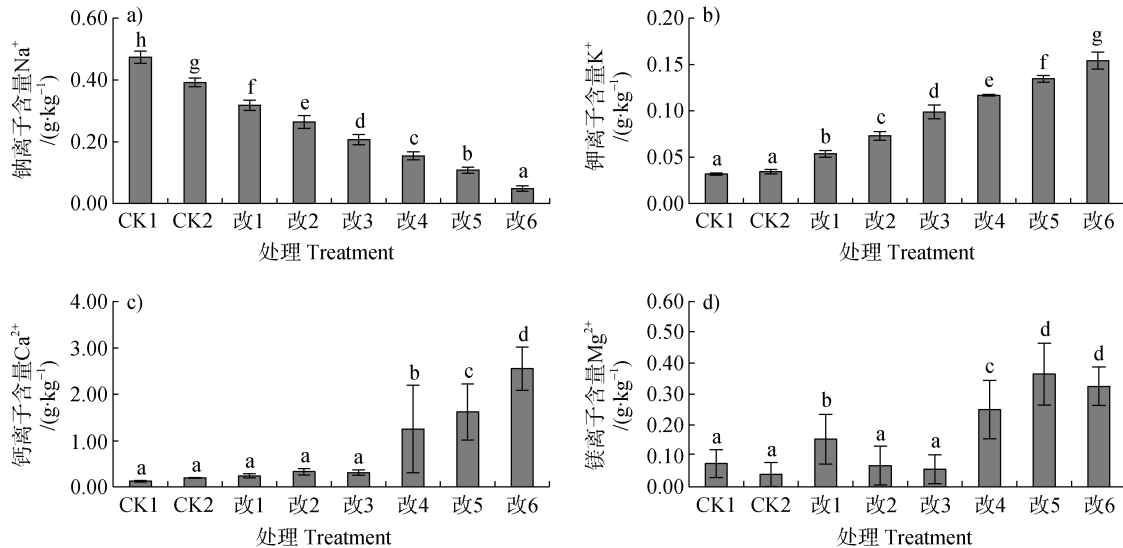 a)
钠离子含量Na⁺
/(g·kg⁻¹)
0.60
0.40
0.20
0.00
h
g
f
e
d
c
b
a
CK1 CK2 改1 改2 改3 改4 改5 改6
处理 Treatment
b)
钾离子含量K⁺
/(g·kg⁻¹)
0.20
0.15
0.10
0.05
0.00
a
a
b
c
d
e
f
g
CK1 CK2 改1 改2 改3 改4 改5 改6
处理 Treatment
c)
钙离子含量Ca²⁺
/(g·kg⁻¹)
4.00
3.00
2.00
1.00
0.00
a
a
a
a
a
b
c
d
CK1 CK2 改1 改2 改3 改4 改5 改6
处理 Treatment
d)
镁离子含量Mg²⁺
/(g·kg⁻¹)
0.60
0.50
0.40
0.30
0.20
0.10
0.00
a
a
b
a
a
c
d
d
CK1 CK2 改1 改2 改3 改4 改5 改6
处理 Treatment